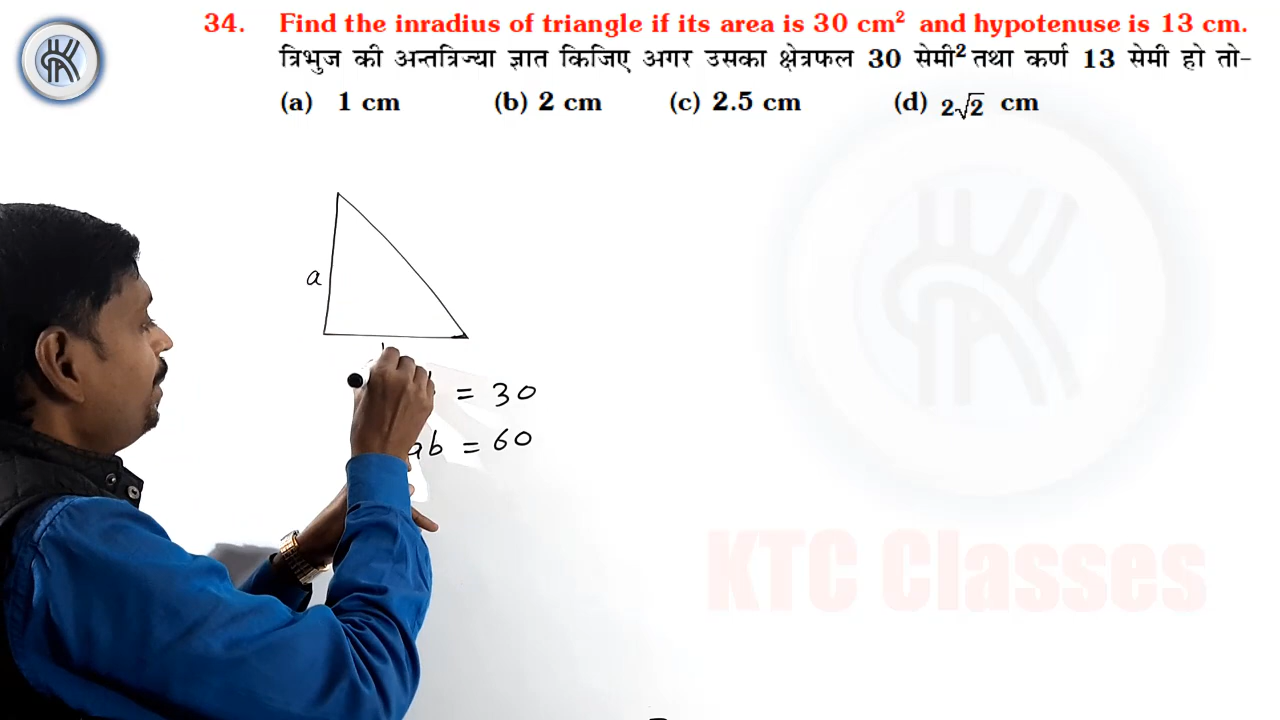 34. Find the inradius of triangle if its area is 30 cm² and hypotenuse is 13 cm.
त्रिभुज की अन्तत्रिज्या ज्ञात किजिए अगर उसका क्षेत्रफल 30 सेमी² तथा कर्ण 13 सेमी हो तो-
(a) 1 cm (b) 2 cm (c) 2.5 cm (d) 2√2 cm
a
= 30
ab = 60
KTC Classes